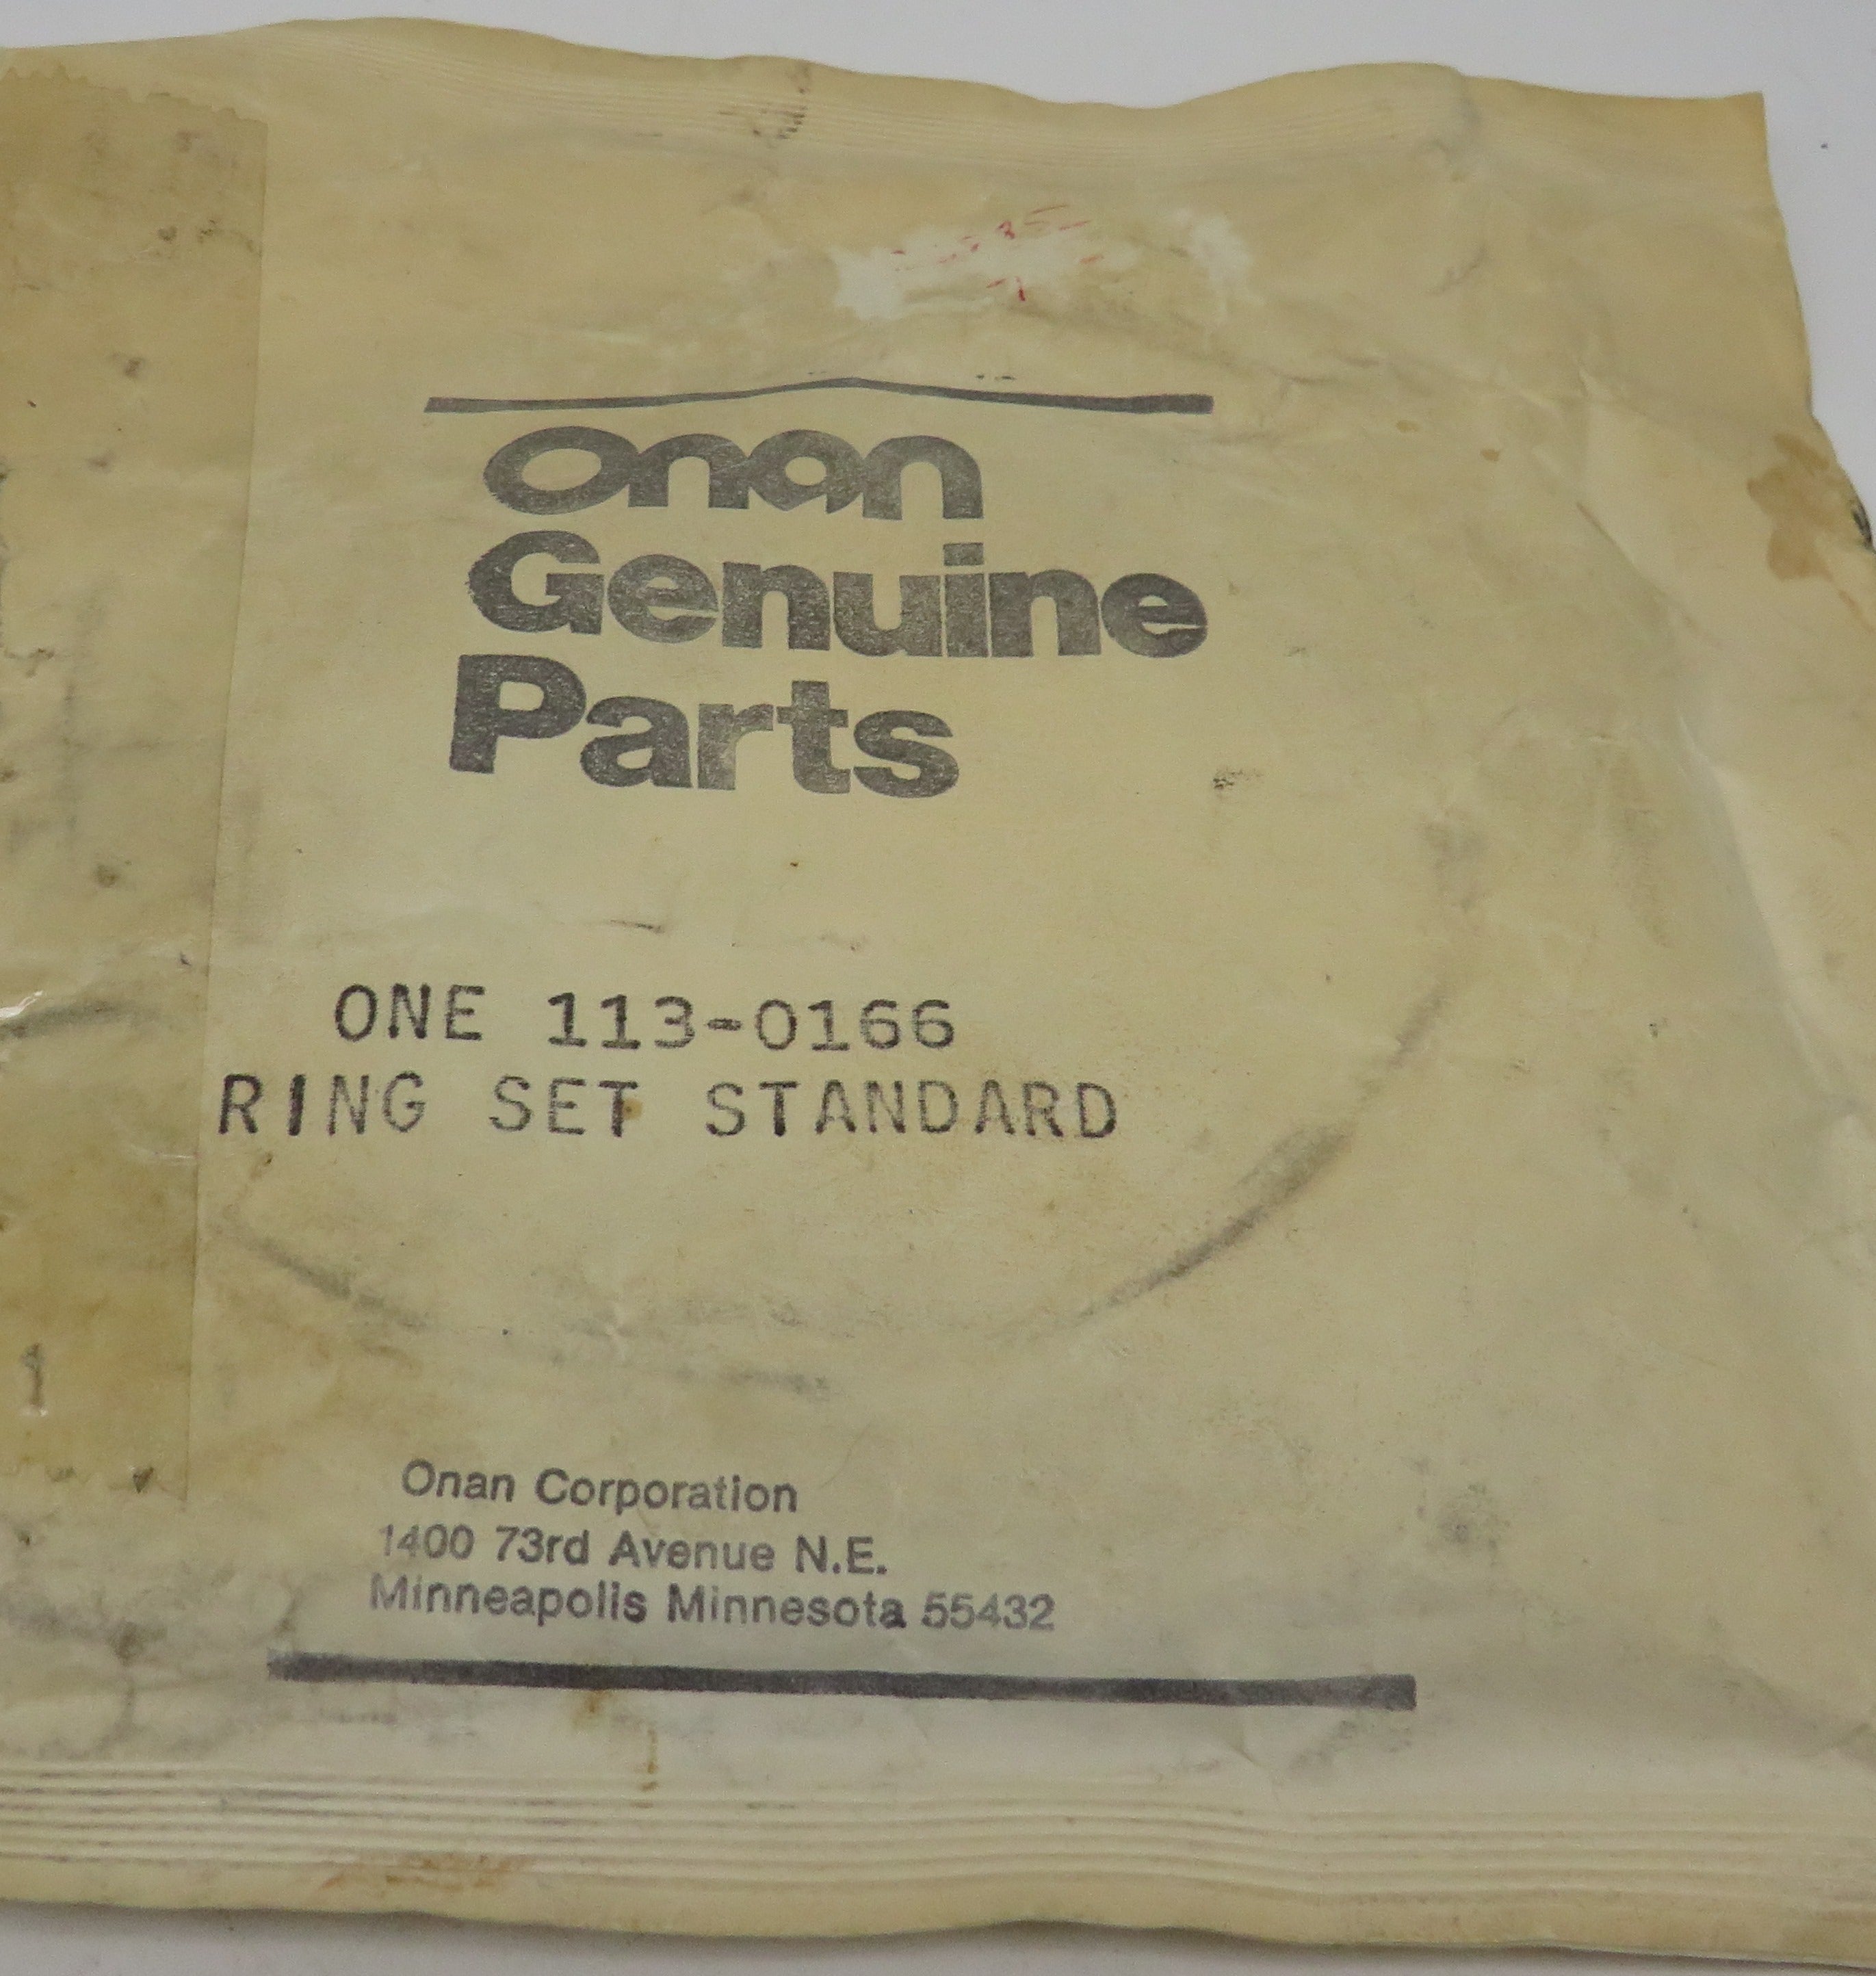 onan
Genuine
Parts
ONE 113-0166
RING SET STANDARD
Onan Corporation
1400 73rd Avenue N.E.
Minneapolis Minnesota 55432